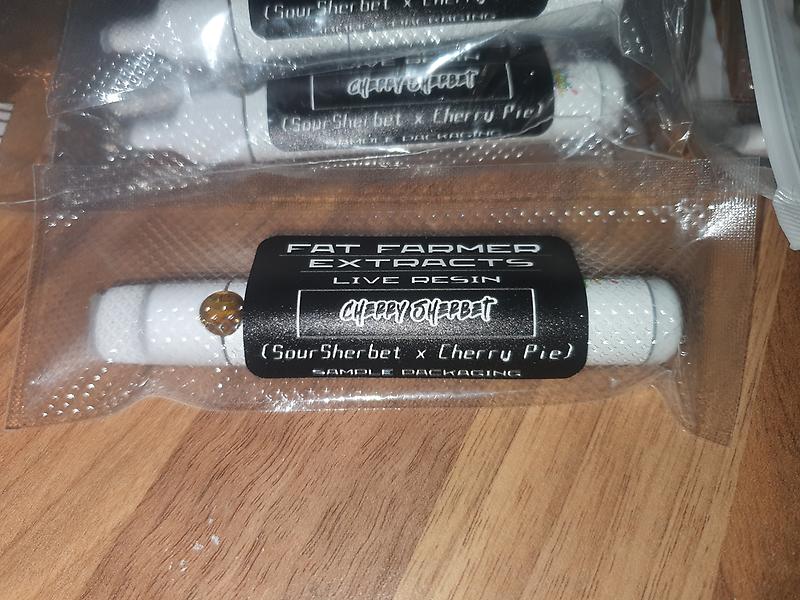 (SourSherbet x Cherry
SAMPLE PACKAGING
LIVE RESIN
CHERRY SHERBET
(SourSherbet x Cherry Pie)
SAMPLE PACKAGING
FAT FARMER
EXTRACTS
LIVE RESIN
CHERRY SHERBET
(SourSherbet x Cherry Pie)
SAMPLE PACKAGING